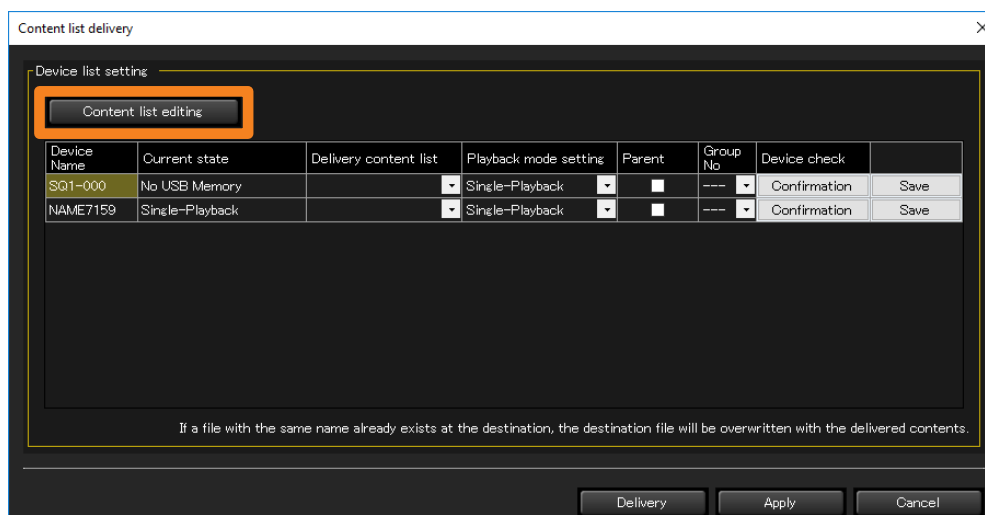 Content list delivery
Device list setting
Content list editing
Device Name Current state Delivery content list Playback mode setting Parent Group No Device check
SQ1-000 No USB Memory Single-Playback --- Confirmation Save
NAME7159 Single-Playback Single-Playback --- Confirmation Save
If a file with the same name already exists at the destination, the destination file will be overwritten with the delivered contents.
Delivery Apply Cancel